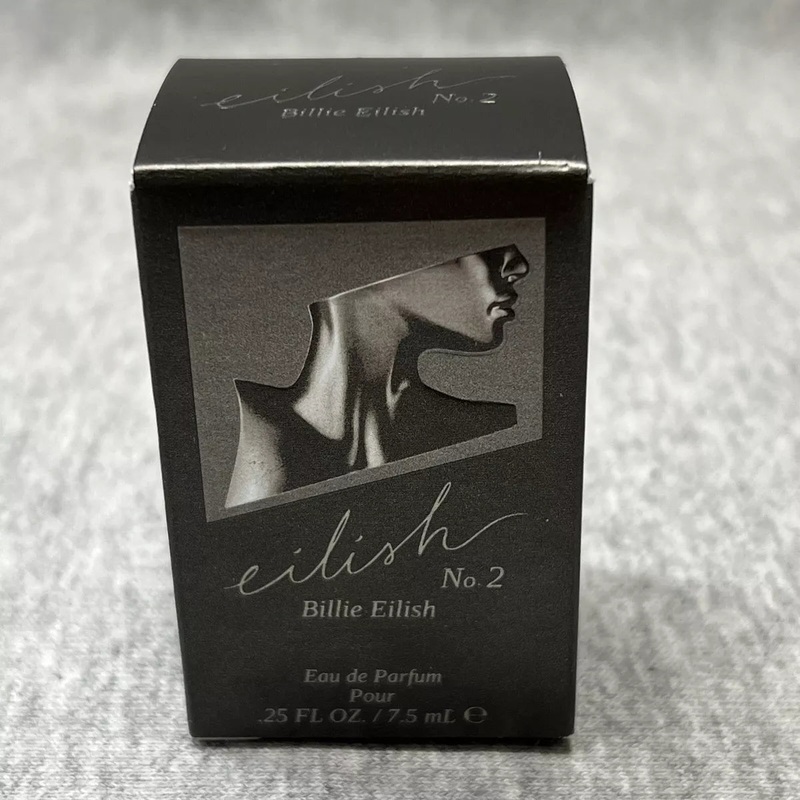 eilish
No. 2
Billie Eilish
eilish
No. 2
Billie Eilish
Eau de Parfum
Pour
.25 FL OZ. / 7.5 mL ℮